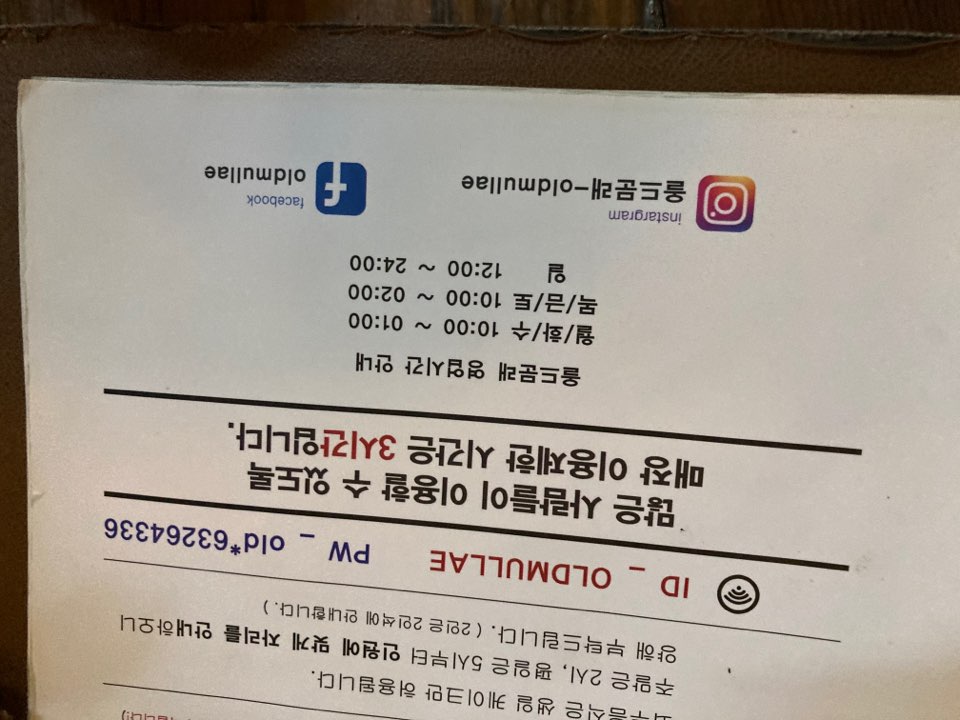 외부음식은 생일 케이크만 허용됩니다.
주말은 2시, 평일은 5시부터 인원에 맞게 자리를 안내하오니
양해 부탁드립니다. ( 2인은 2인석에 안내합니다. )
ID _ OLDMULLAE PW _ old*63264336
많은 사람들이 이용할 수 있도록
매장 이용제한 시간은 3시간입니다.
올드문래 영업시간 안내
월/화/수 10:00 ~ 01:00
목/금/토 10:00 ~ 02:00
일 12:00 ~ 24:00
instargram
올드문래-oldmullae
facebook
oldmullae